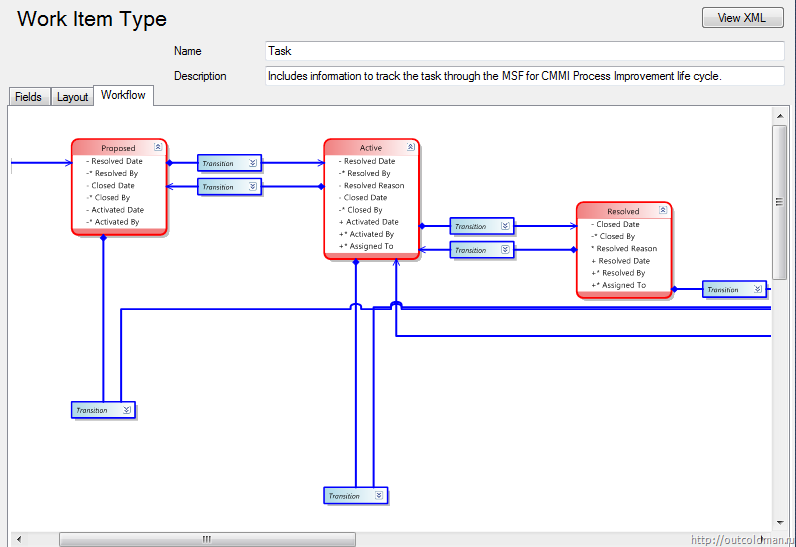 Work Item Type
View XML
Name
Task
Description
Includes information to track the task through the MSF for CMMI Process Improvement life cycle.
Fields
Layout
Workflow
Proposed
- Resolved Date
-* Resolved By
- Closed Date
-* Closed By
- Activated Date
-* Activated By
Transition
Transition
Active
- Resolved Date
-* Resolved By
- Resolved Reason
- Closed Date
-* Closed By
+ Activated Date
+* Activated By
+* Assigned To
Transition
Transition
Resolved
- Closed Date
-* Closed By
* Resolved Reason
+ Resolved Date
+* Resolved By
+* Assigned To
Transition
Transition
Transition
http://outcoldman.ru